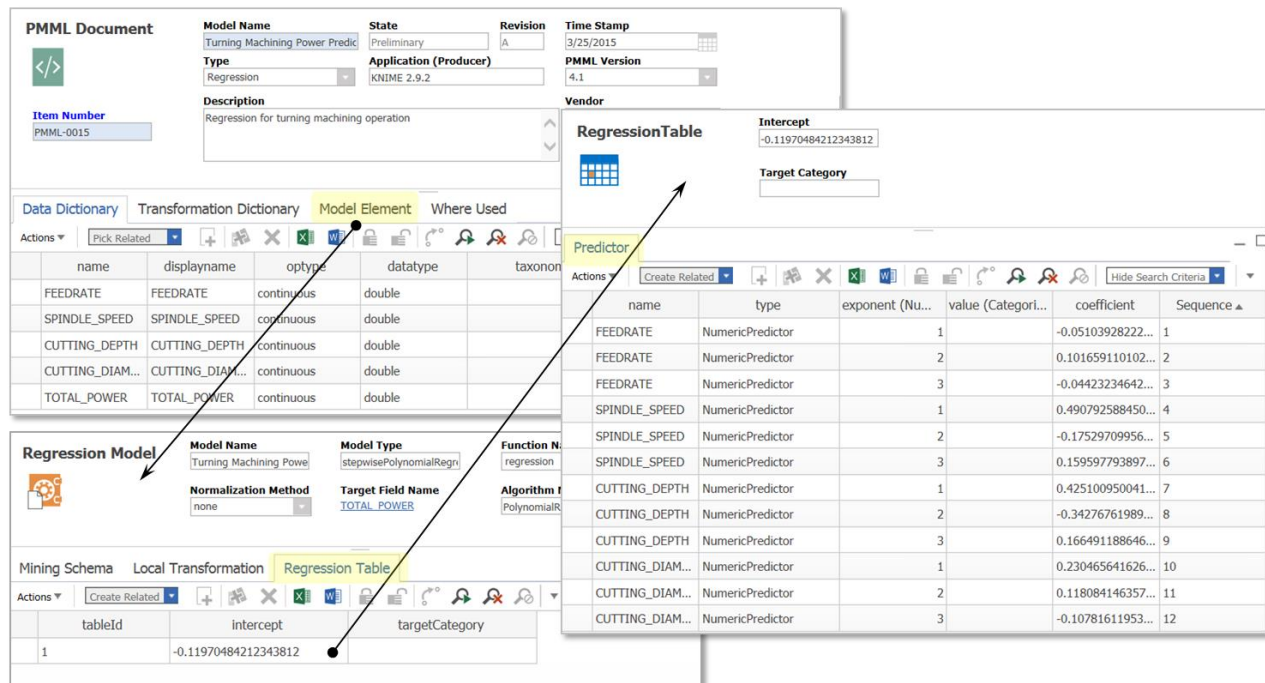 PMML Document
Model Name State Revision Time Stamp
Turning Machining Power Predic Preliminary A 3/25/2015
Type Application (Producer) PMML Version
Regression KNIME 2.9.2 4.1
Description Vendor
Item Number
PMML-0015
Regression for turning machining operation
Data Dictionary Transformation Dictionary Model Element Where Used
Actions Pick Related
name displayname optype datatype taxonom
FEEDRATE FEEDRATE continuous double
SPINDLE_SPEED SPINDLE_SPEED continuous double
CUTTING_DEPTH CUTTING_DEPTH continuous double
CUTTING_DIAM... CUTTING_DIAM... continuous double
TOTAL_POWER TOTAL_POWER continuous double
Regression Model
Model Name Model Type Function N
Turning Machining Powe stepwisePolynomialRegr regression
Normalization Method Target Field Name Algorithm
none TOTAL_POWER PolynomialR
Mining Schema Local Transformation Regression Table
Actions Create Related
tableId intercept targetCategory
1 -0.11970484212343812
RegressionTable
Intercept
-0.11970484212343812
Target Category
Predictor
Actions Create Related Hide Search Criteria
name type exponent (Nu... value (Categori... coefficient Sequence
FEEDRATE NumericPredictor 1 -0.05103928222... 1
FEEDRATE NumericPredictor 2 0.101659110102... 2
FEEDRATE NumericPredictor 3 -0.04423234642... 3
SPINDLE_SPEED NumericPredictor 1 0.490792588450... 4
SPINDLE_SPEED NumericPredictor 2 -0.17529709956... 5
SPINDLE_SPEED NumericPredictor 3 0.159597793897... 6
CUTTING_DEPTH NumericPredictor 1 0.425100950041... 7
CUTTING_DEPTH NumericPredictor 2 -0.34276761989... 8
CUTTING_DEPTH NumericPredictor 3 0.166491188646... 9
CUTTING_DIAM... NumericPredictor 1 0.230465641626... 10
CUTTING_DIAM... NumericPredictor 2 0.118084146357... 11
CUTTING_DIAM... NumericPredictor 3 -0.10781611953... 12